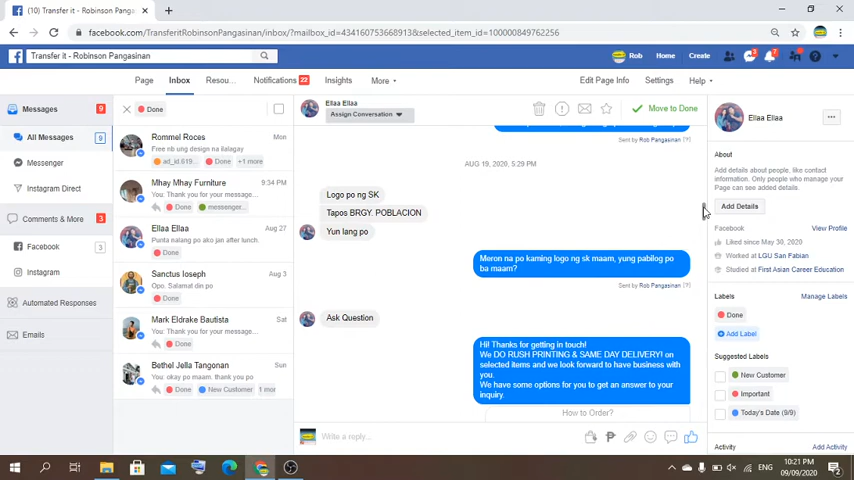 (10) Transfer it - Robinson Pangasinan
facebook.com/TransferitRobinsonPangasinan/inbox/?mailbox_id=434160753668913&selected_item_id=100000849762256
Transfer it - Robinson Pangasinan
Rob
Home
Create
Page
Inbox
Resou...
Notifications 22
Insights
More
Edit Page Info
Settings
Help
Messages 9
All Messages 9
Messenger
Instagram Direct
Comments & More 3
Facebook 3
Instagram
Automated Responses
Emails
Done
Rommel Roces Mon
Free nb ung design na ilalagay
ad_id.619... Done +1 more
Mhay Mhay Furniture 9:34 PM
You: Thank you for your message...
Done messenger...
Ellaa Ellaa Aug 27
Punta nalang po ako jan after lunch.
Done
Sanctus Ioseph Aug 3
Opo. Salamat din po
Done
Mark Eldrake Bautista Sat
You: Thank you for your message...
Done
Bethel Jella Tangonan Sun
You: okay po maam. thank you po
Done New Customer 1 mor
Ellaa Ellaa
Assign Conversation
Move to Done
Sent by Rob Pangasinan [?]
AUG 19, 2020, 5:29 PM
Logo po ng SK
Tapos BRGY. POBLACION
Yun lang po
Meron na po kaming logo ng sk maam, yung pabilog po
ba maam?
Sent by Rob Pangasinan [?]
Ask Question
Hi! Thanks for getting in touch!
We DO RUSH PRINTING & SAME DAY DELIVERY! on
selected items and we look forward to have business with
you.
We have some options for you to get an answer to your
inquiry.
How to Order?
Write a reply...
Ellaa Ellaa
About
Add details about people, like contact
information. Only people who manage your
Page can see added details.
Add Details
Facebook View Profile
Liked since May 30, 2020
Worked at LGU San Fabian
Studied at First Asian Career Education
Labels Manage Labels
Done
Add Label
Suggested Labels
New Customer
Important
Today's Date (9/9)
Activity Add Activity
ENG
10:21 PM
09/09/2020